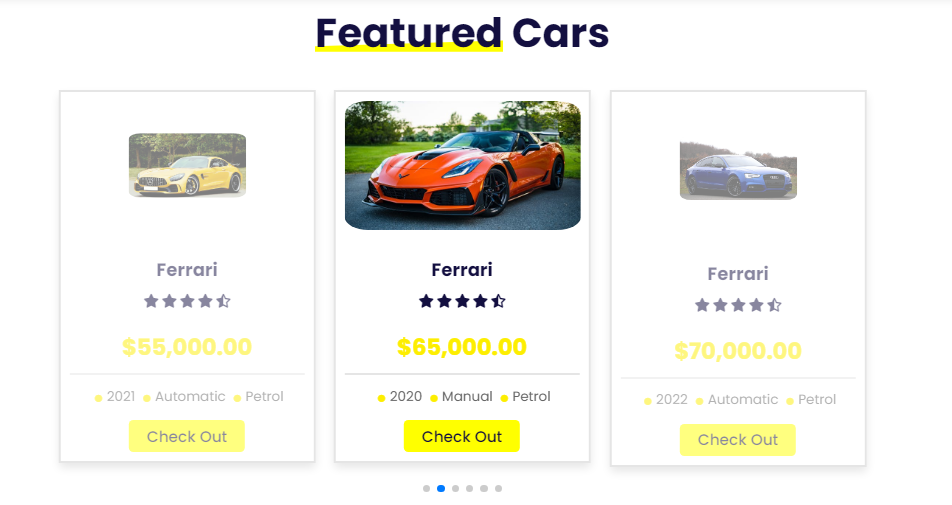 Featured Cars
Ferrari
$55,000.00
2021 Automatic Petrol
Check Out
Ferrari
$65,000.00
2020 Manual Petrol
Check Out
Ferrari
$70,000.00
2022 Automatic Petrol
Check Out